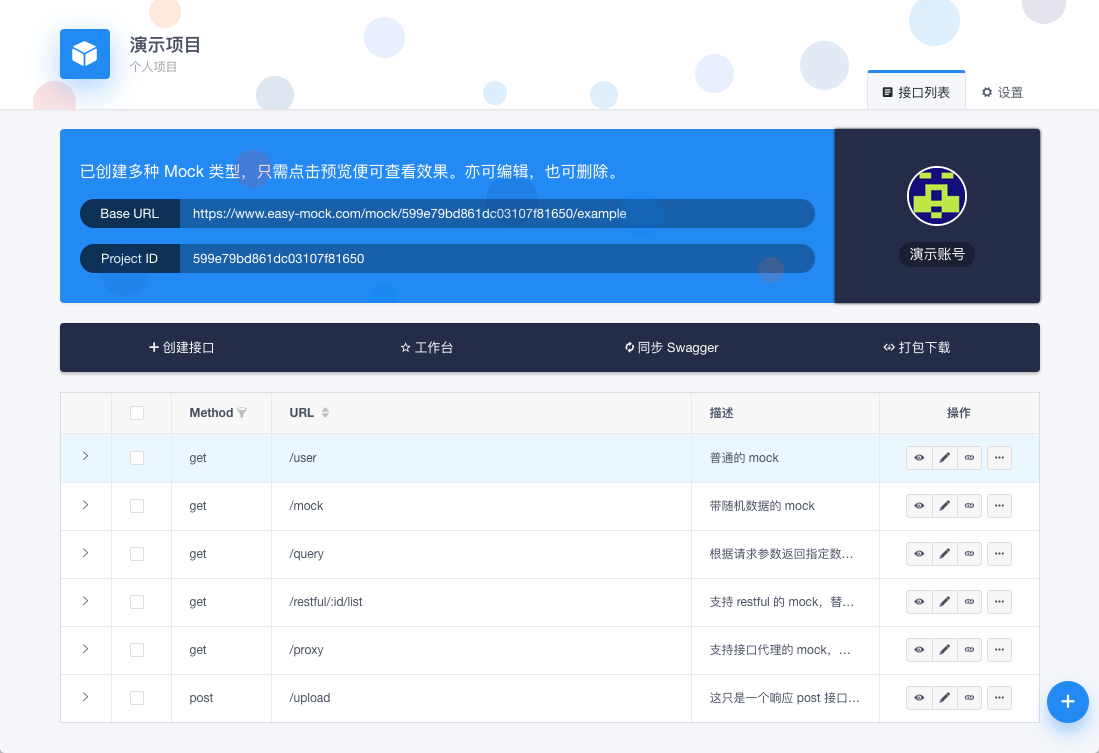 演示项目
个人项目
接口列表 设置
已创建多种 Mock 类型，只需点击预览便可查看效果。亦可编辑，也可删除。
Base URL https://www.easy-mock.com/mock/599e79bd861dc03107f81650/example
Project ID 599e79bd861dc03107f81650
演示账号
创建接口 工作台 同步 Swagger 打包下载
Method URL 描述 操作
get /user 普通的 mock
get /mock 带随机数据的 mock
get /query 根据请求参数返回指定数…
get /restful/:id/list 支持 restful 的 mock，替…
get /proxy 支持接口代理的 mock，…
post /upload 这只是一个响应 post 接口…